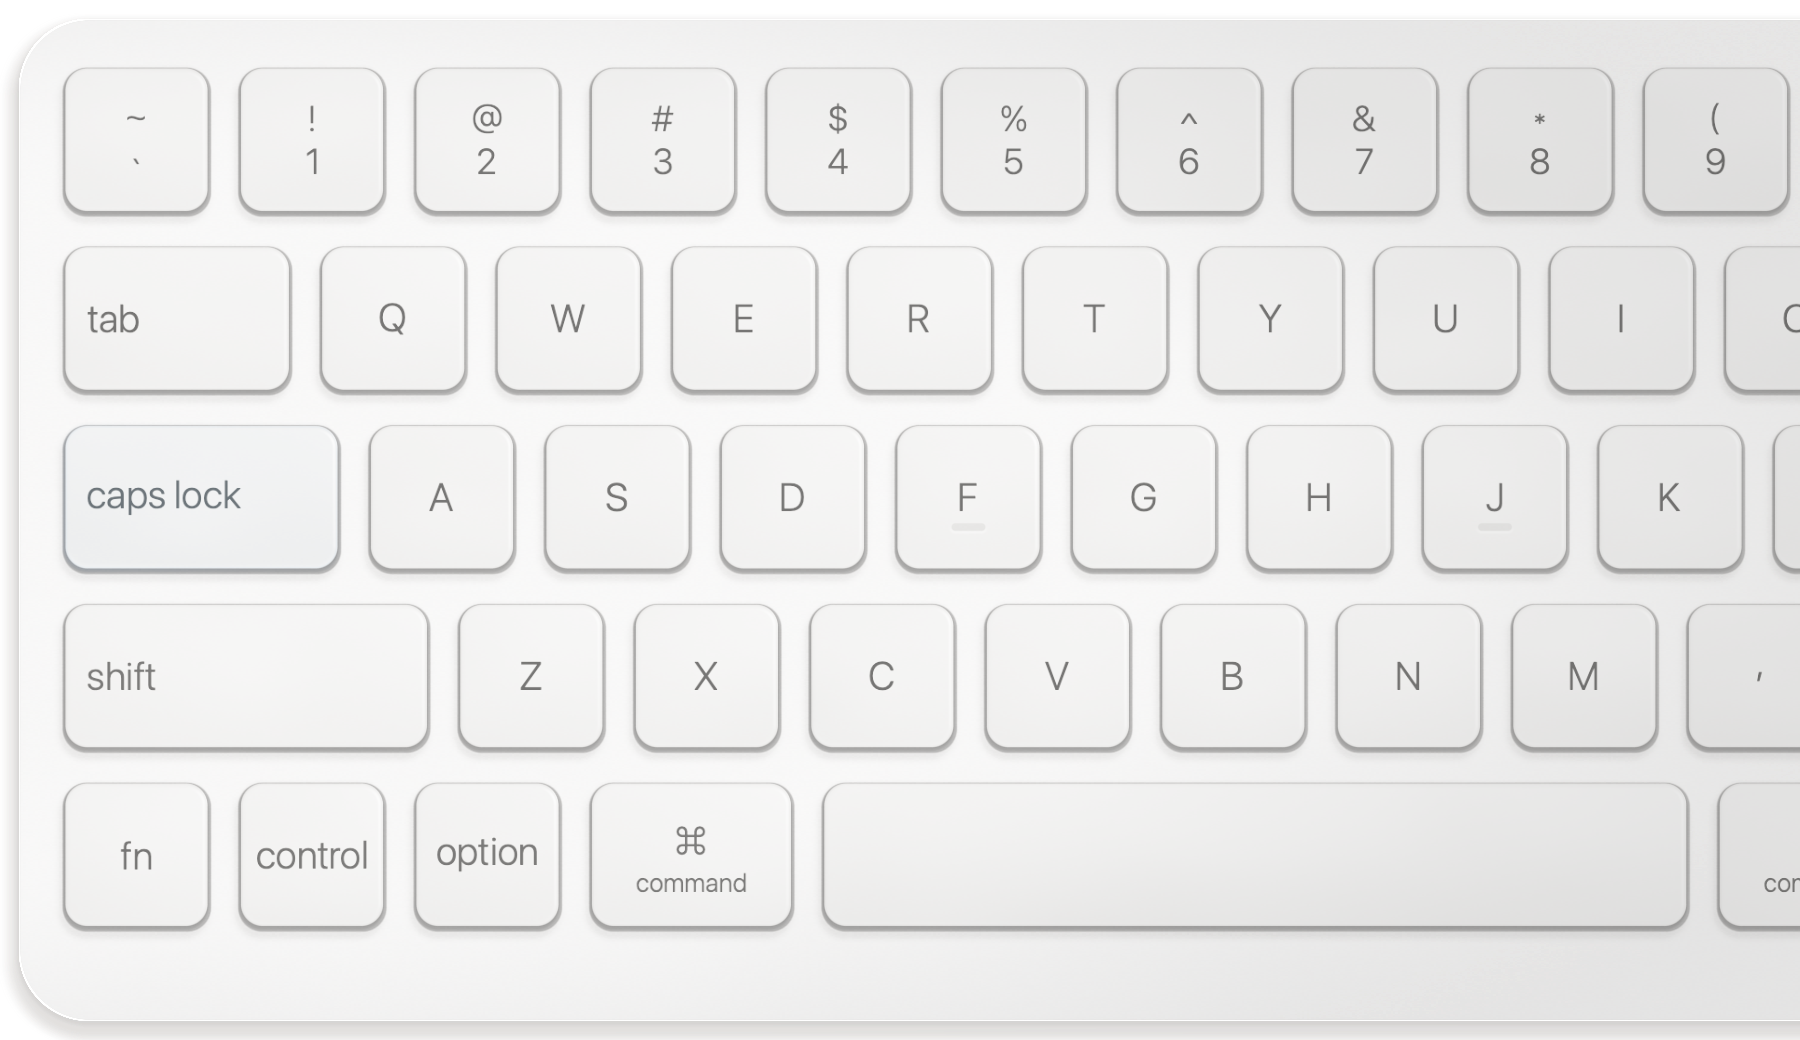 ~ ! @ # $ % ^ & * (
` 1 2 3 4 5 6 7 8 9
tab Q W E R T Y U I
caps lock A S D F G H J K
shift Z X C V B N M ,
fn control option ⌘
command